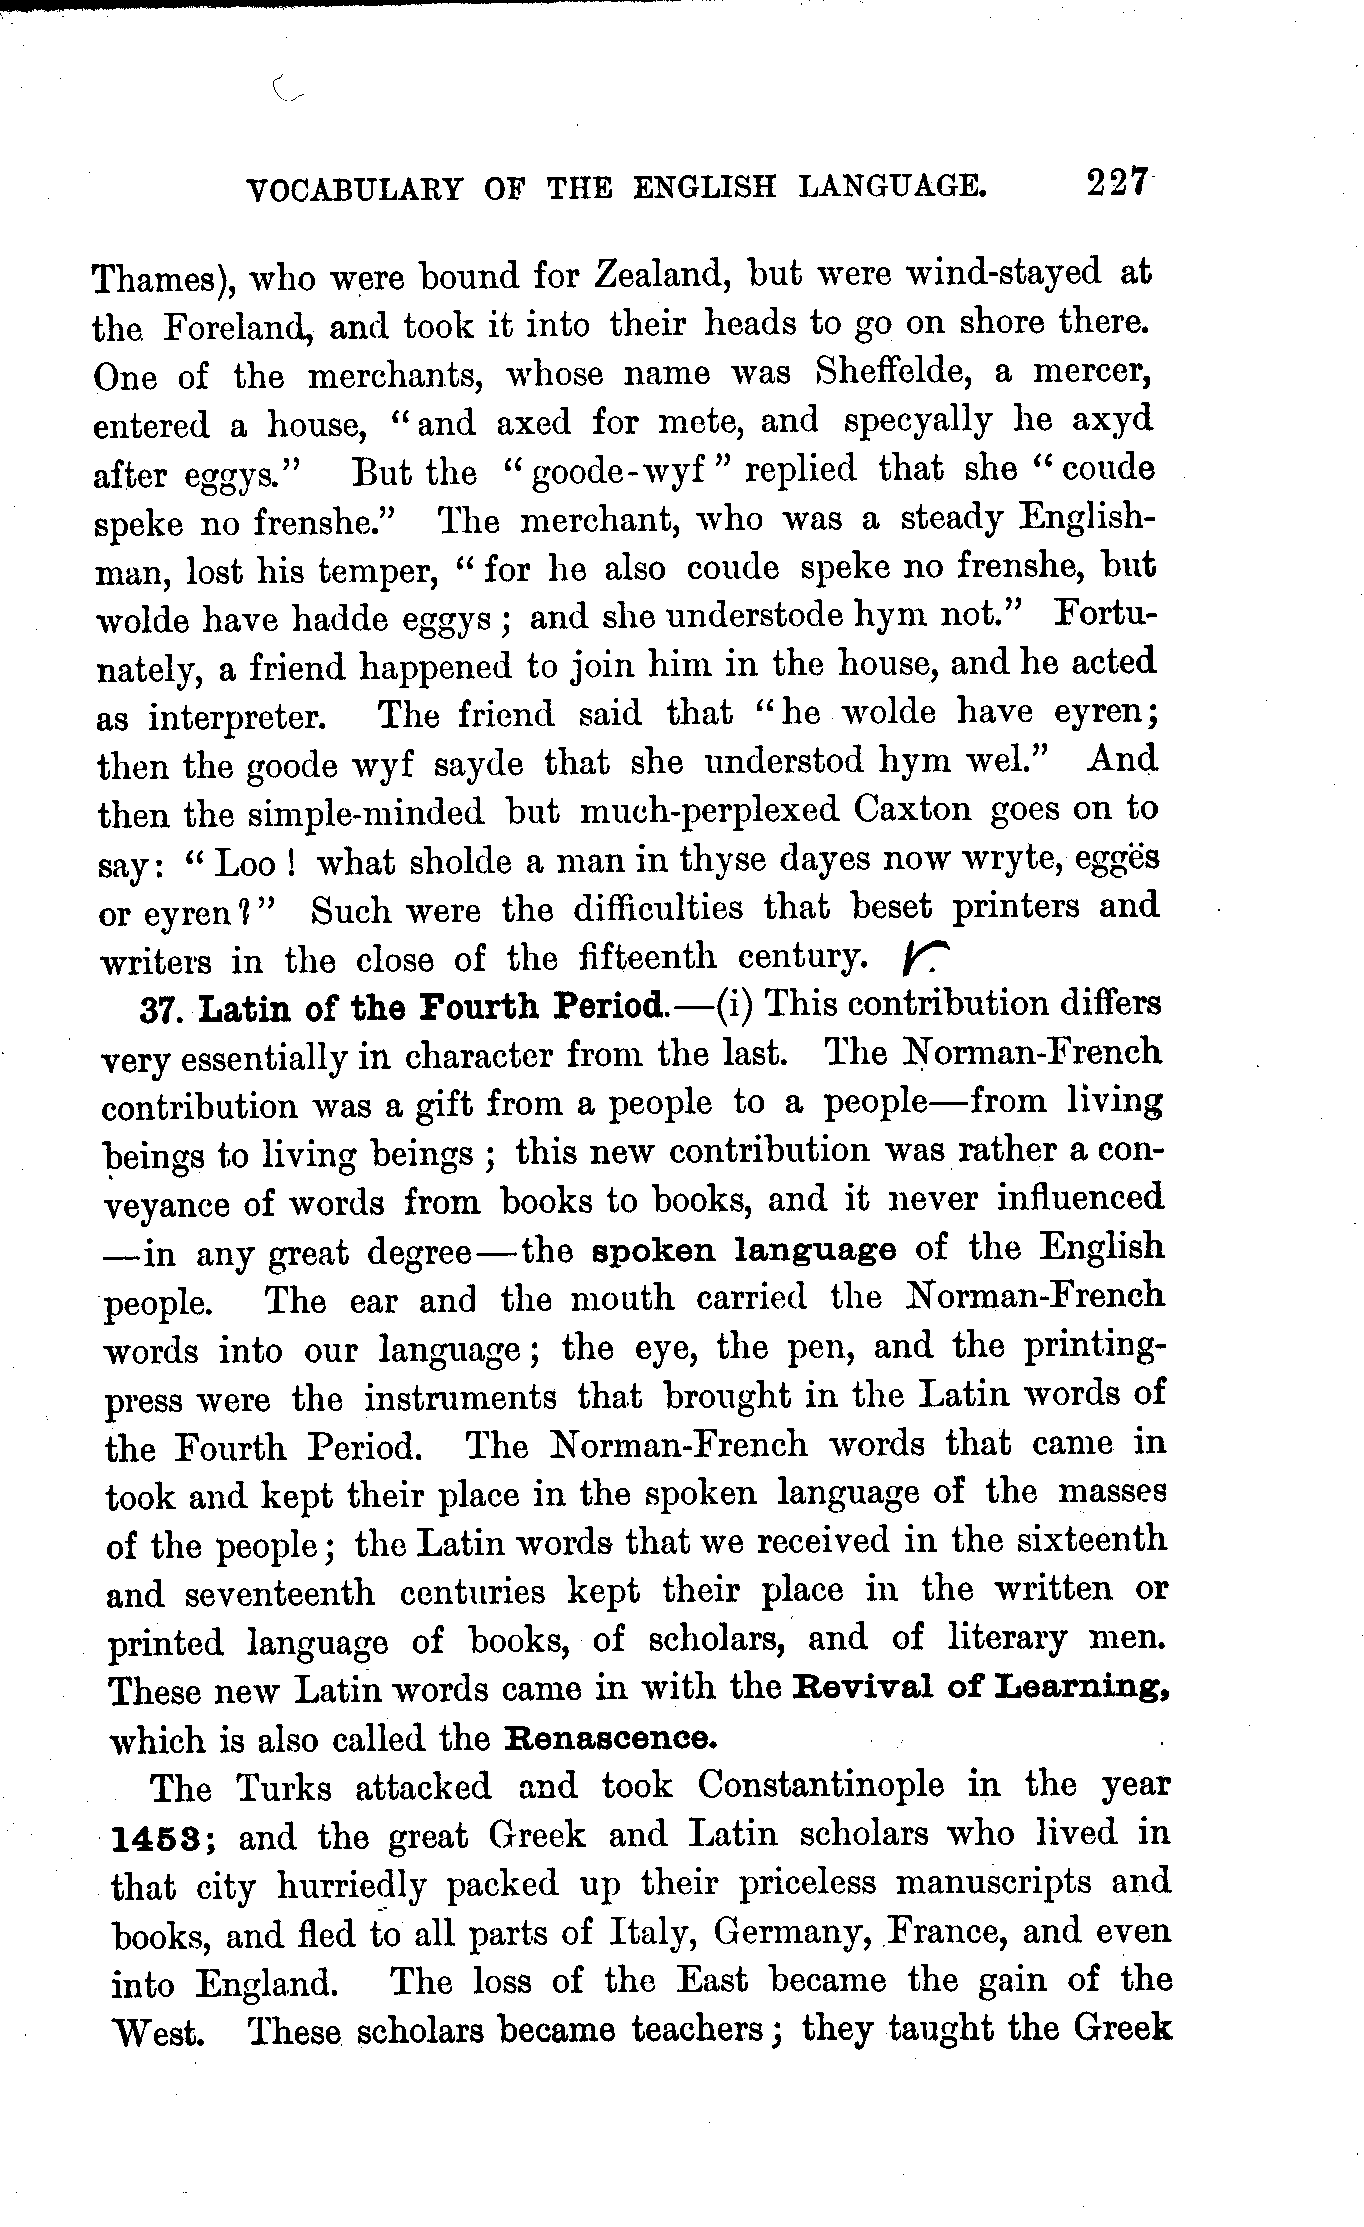 VOCABULARY OF THE ENGLISH LANGUAGE. 227
Thames), who were bound for Zealand, but were wind-stayed at
the Foreland, and took it into their heads to go on shore there.
One of the merchants, whose name was Sheffelde, a mercer,
entered a house, “and axed for mete, and specyally he axyd
after eggys.” But the “goode-wyf” replied that she “coude
speke no frenshe.” The merchant, who was a steady English-
man, lost his temper, “for he also coude speke no frenshe, but
wolde have hadde eggys; and she understode hym not.” Fortu-
nately, a friend happened to join him in the house, and he acted
as interpreter. The friend said that “he wolde have eyren;
then the goode wyf sayde that she understod hym wel.” And
then the simple-minded but much-perplexed Caxton goes on to
say: “Loo! what sholde a man in thyse dayes now wryte, eggës
or eyren?” Such were the difficulties that beset printers and
writers in the close of the fifteenth century.
37. Latin of the Fourth Period.—(i) This contribution differs
very essentially in character from the last. The Norman-French
contribution was a gift from a people to a people—from living
beings to living beings; this new contribution was rather a con-
veyance of words from books to books, and it never influenced
—in any great degree—the spoken language of the English
people. The ear and the mouth carried the Norman-French
words into our language; the eye, the pen, and the printing-
press were the instruments that brought in the Latin words of
the Fourth Period. The Norman-French words that came in
took and kept their place in the spoken language of the masses
of the people; the Latin words that we received in the sixteenth
and seventeenth centuries kept their place in the written or
printed language of books, of scholars, and of literary men.
These new Latin words came in with the Revival of Learning,
which is also called the Renascence.
The Turks attacked and took Constantinople in the year
1453; and the great Greek and Latin scholars who lived in
that city hurriedly packed up their priceless manuscripts and
books, and fled to all parts of Italy, Germany, France, and even
into England. The loss of the East became the gain of the
West. These scholars became teachers; they taught the Greek